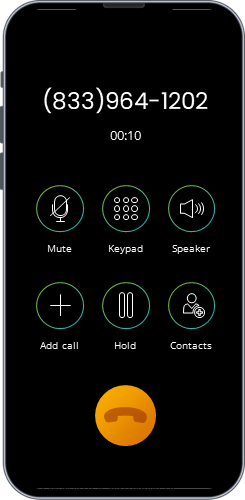 (833)964-1202
00:10
Mute Keypad Speaker
Add call Hold Contacts